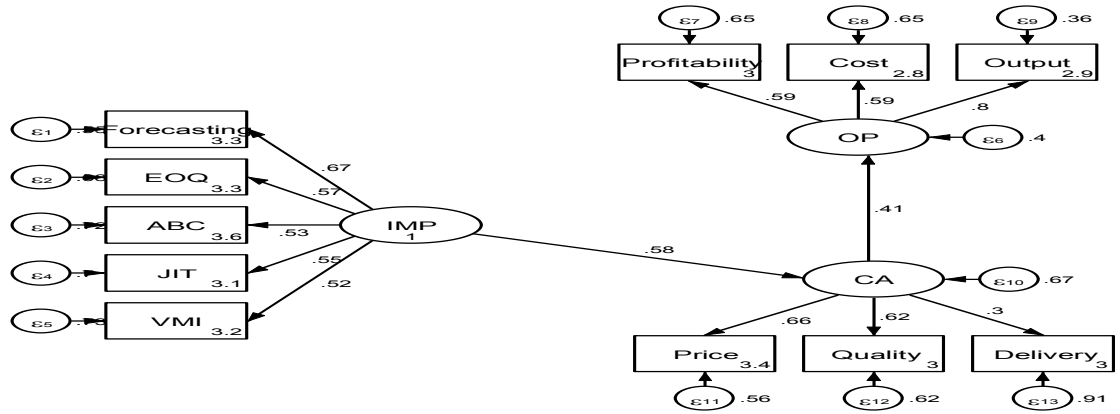 ε7 .65 ε8 .65 ε9 .36
Profitability 3 Cost 2.8 Output 2.9
.59 .59 .8
OP ε6 .4
ε1 Forecasting 3.3
.67
ε2 EOQ 3.3
.57
ε3 ABC 3.6
.53
IMP 1
.41
ε4 JIT 3.1
.55
.58
ε5 VMI 3.2
.52
CA ε10 .67
.66 .62 .3
Price 3.4 Quality 3 Delivery 3
ε11 .56 ε12 .62 ε13 .91